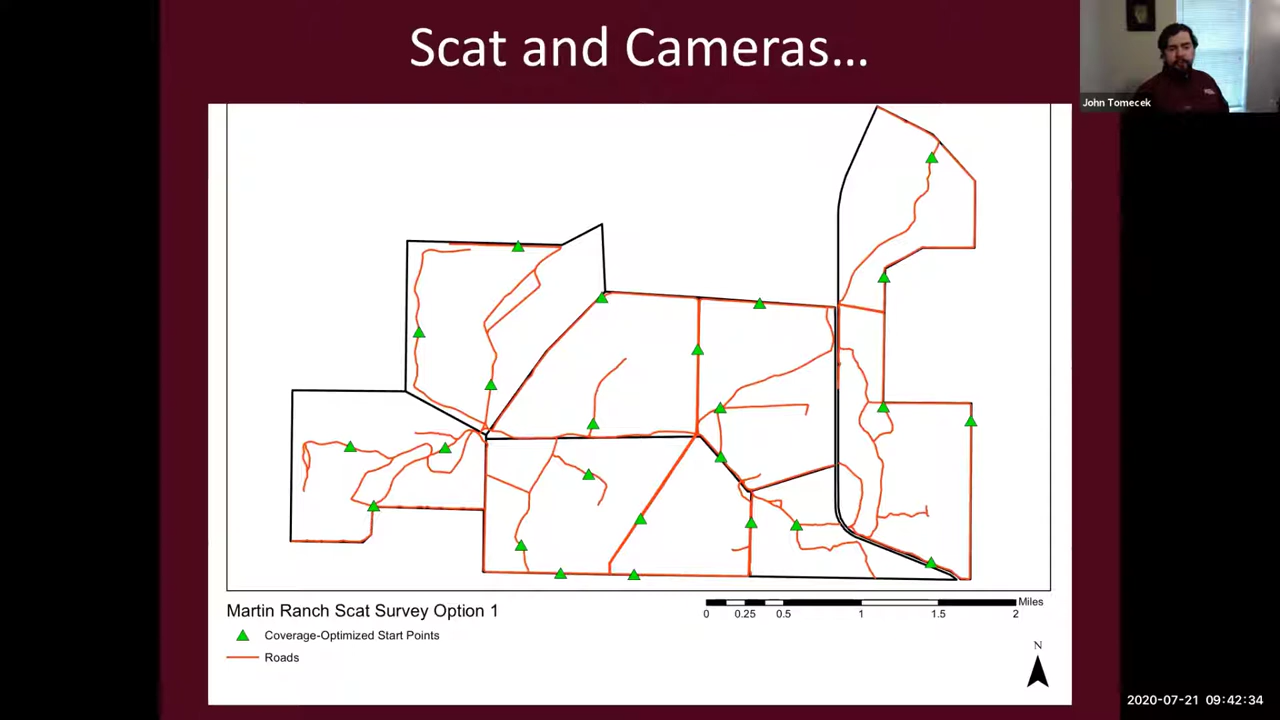 Scat and Cameras...
John Tomecek
Martin Ranch Scat Survey Option 1
Coverage-Optimized Start Points
Roads
Miles
0 0.25 0.5 1 1.5 2
N
2020-07-21 09:42:34